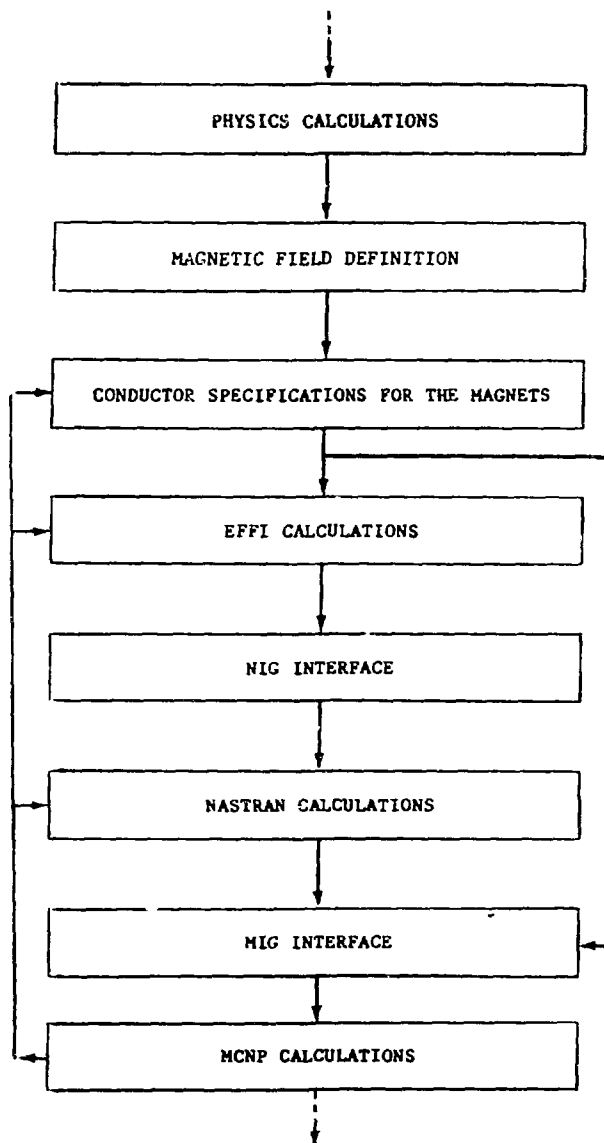 PHYSICS CALCULATIONS
MAGNETIC FIELD DEFINITION
CONDUCTOR SPECIFICATIONS FOR THE MAGNETS
EFFI CALCULATIONS
NIG INTERFACE
NASTRAN CALCULATIONS
MIG INTERFACE
MCNP CALCULATIONS